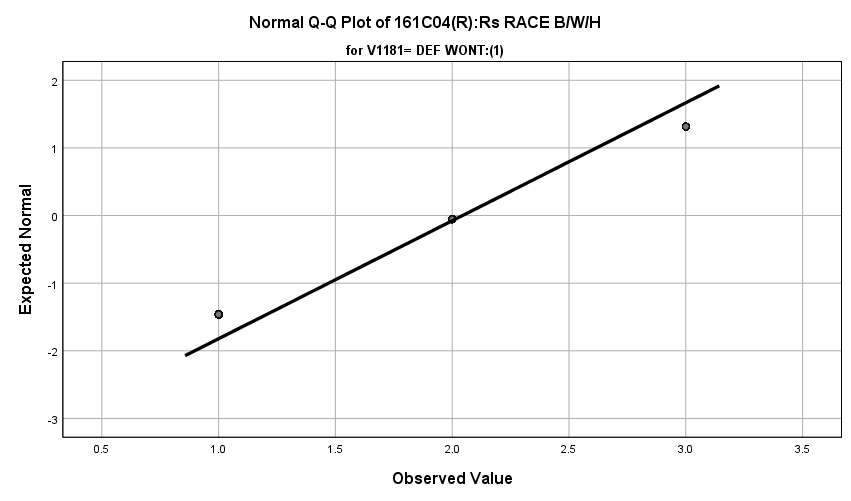 Normal Q-Q Plot of 161C04(R):Rs RACE B/W/H
for V1181= DEF WONT:(1)
2
1
0
-1
-2
-3
Expected Normal
0.5 1.0 1.5 2.0 2.5 3.0 3.5
Observed Value